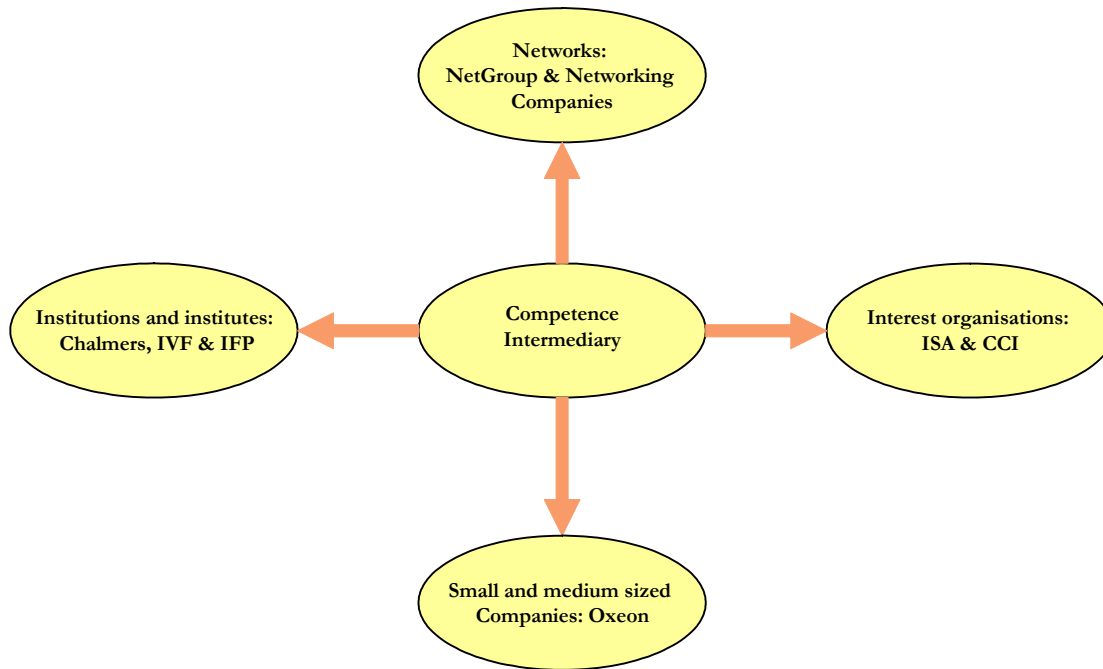 Networks:
NetGroup & Networking
Companies
Institutions and institutes:
Chalmers, IVF & IFP
Competence
Intermediary
Interest organisations:
ISA & CCI
Small and medium sized
Companies: Oxeon